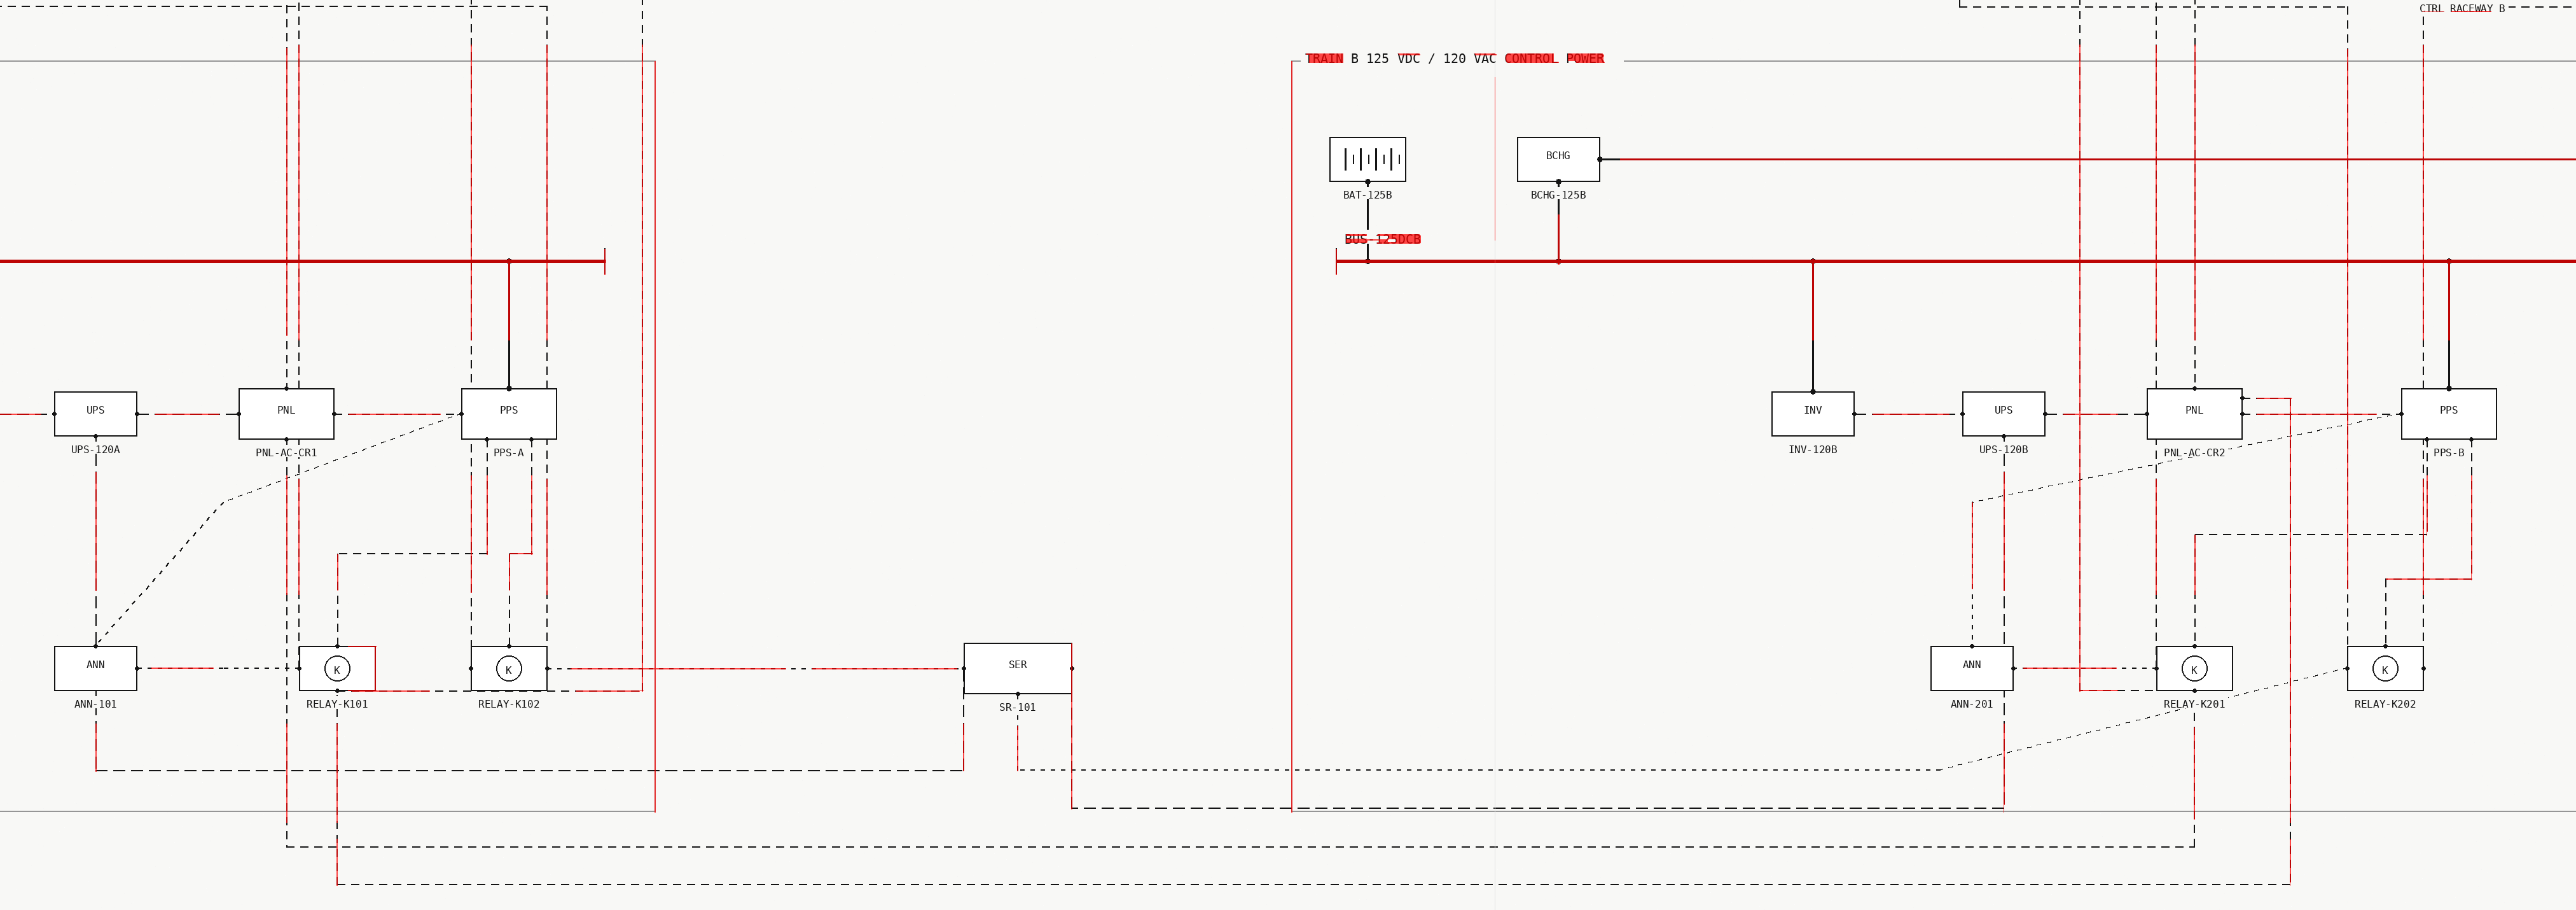 CTRL RACEWAY B
TRAIN B 125 VDC / 120 VAC CONTROL POWER
BCHG
BAT-125B
BCHG-125B
BUS-125DCB
UPS
PNL
PPS
INV
UPS
PNL
PPS
UPS-120A
PNL-AC-CR1
PPS-A
INV-120B
UPS-120B
PNL-AC-CR2
PPS-B
ANN
K
K
SER
ANN
K
K
ANN-101
RELAY-K101
RELAY-K102
SR-101
ANN-201
RELAY-K201
RELAY-K202